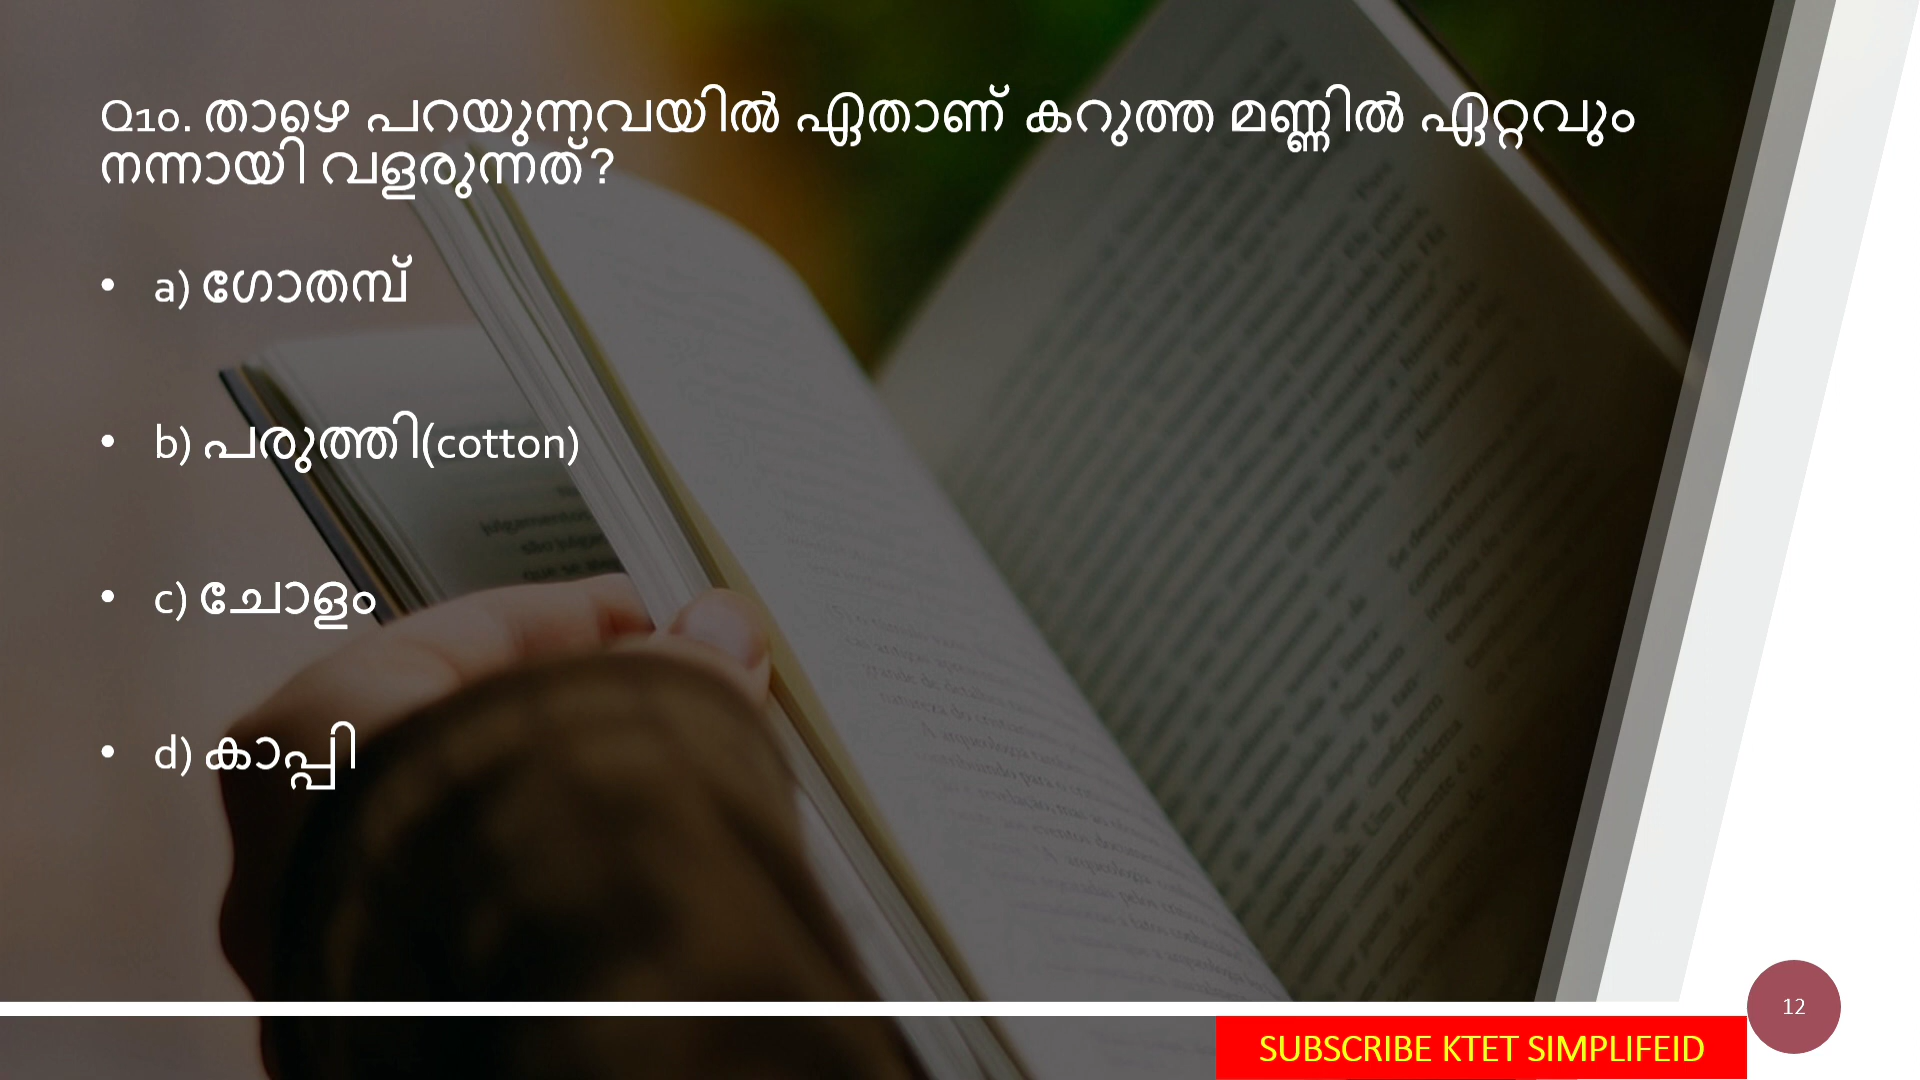 Q10. താഴെ പറയുന്നവയിൽ ഏതാണ് കറുത്ത മണ്ണിൽ ഏറ്റവും
നന്നായി വളരുന്നത്?
• a) ഗോതമ്പ്
• b) പരുത്തി(cotton)
• c) ചോളം
• d) കാപ്പി
12
SUBSCRIBE KTET SIMPLIFEID